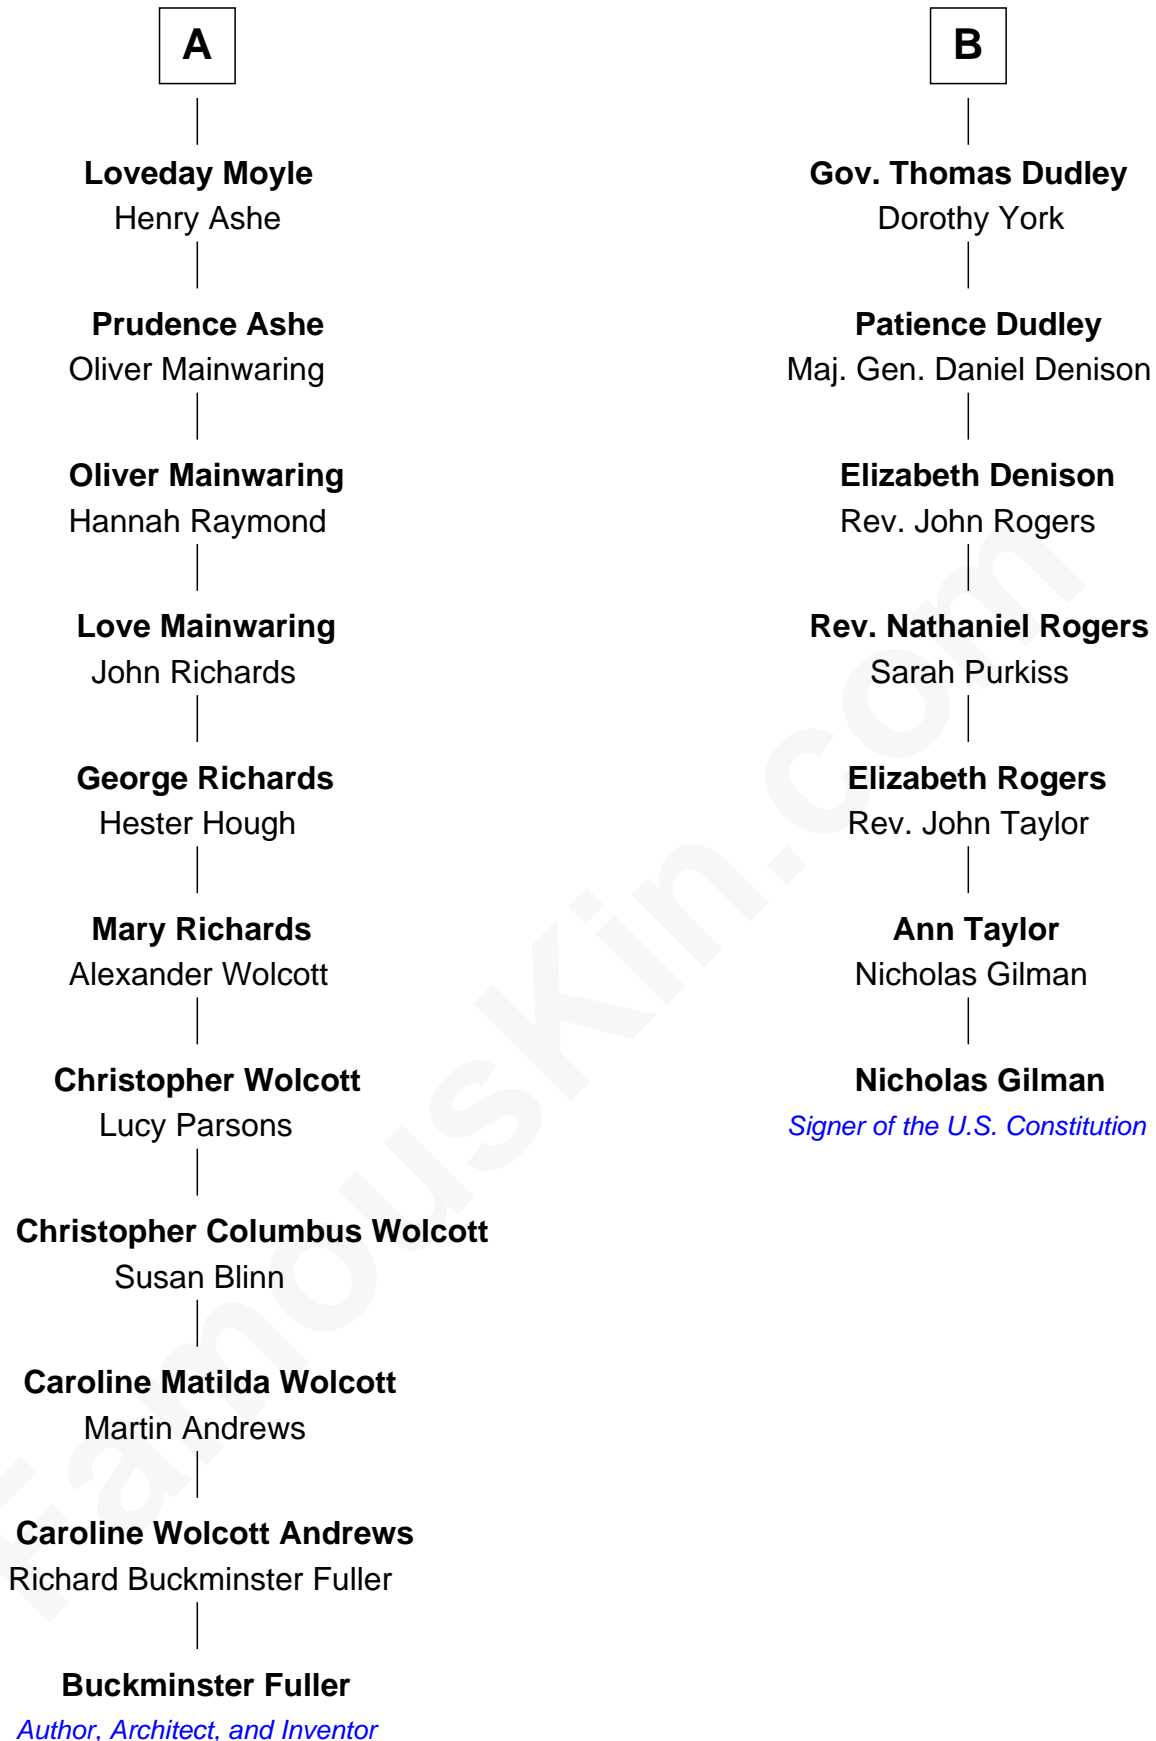 A
Loveday Moyle
Henry Ashe
Prudence Ashe
Oliver Mainwaring
Oliver Mainwaring
Hannah Raymond
Love Mainwaring
John Richards
George Richards
Hester Hough
Mary Richards
Alexander Wolcott
Christopher Wolcott
Lucy Parsons
Christopher Columbus Wolcott
Susan Blinn
Caroline Matilda Wolcott
Martin Andrews
Caroline Wolcott Andrews
Richard Buckminster Fuller
Buckminster Fuller
Author, Architect, and Inventor
B
Gov. Thomas Dudley
Dorothy York
Patience Dudley
Maj. Gen. Daniel Denison
Elizabeth Denison
Rev. John Rogers
Rev. Nathaniel Rogers
Sarah Purkiss
Elizabeth Rogers
Rev. John Taylor
Ann Taylor
Nicholas Gilman
Nicholas Gilman
Signer of the U.S. Constitution
FamousKin.com